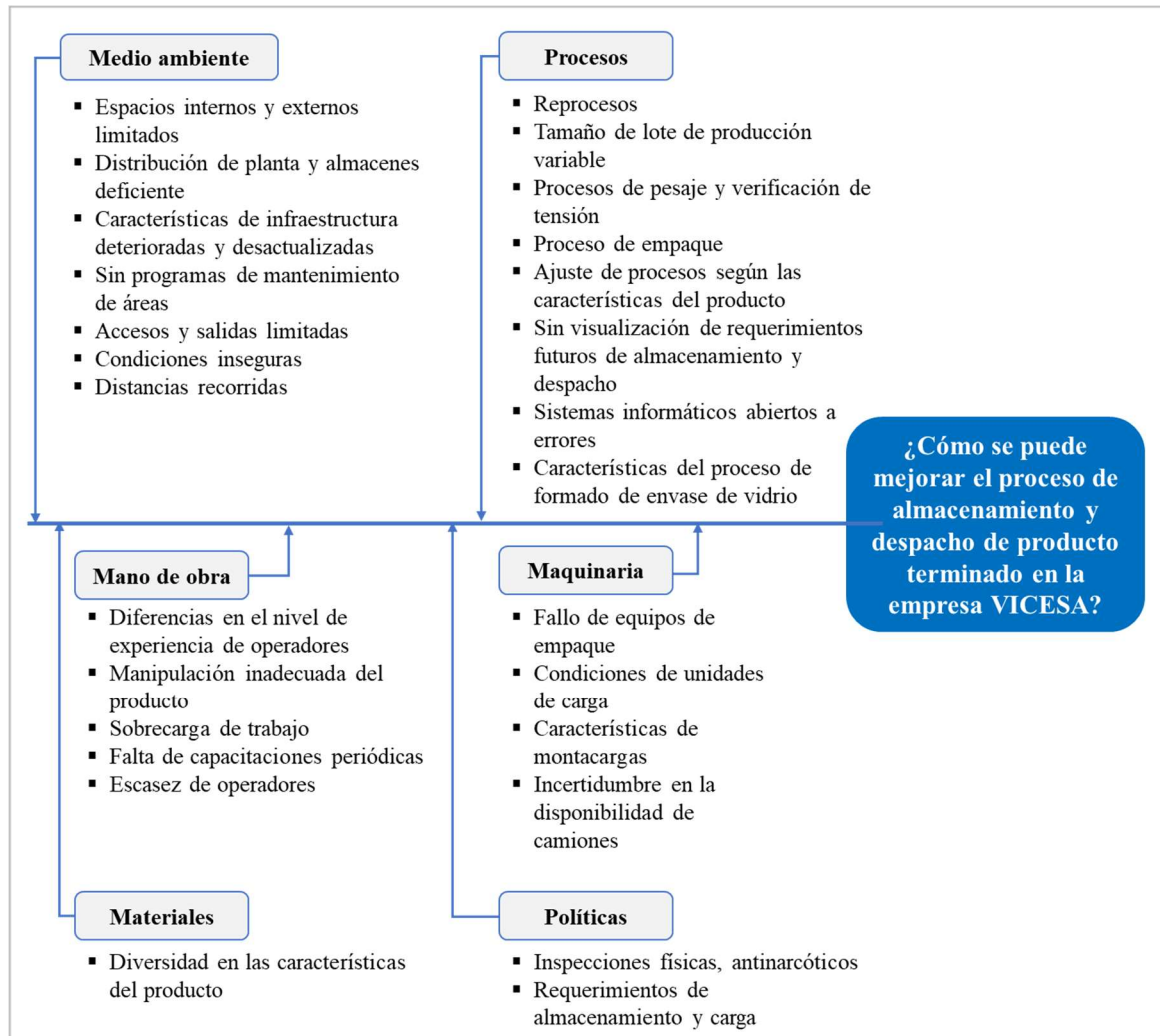 Medio ambiente
▪ Espacios internos y externos
limitados
▪ Distribución de planta y almacenes
deficiente
▪ Características de infraestructura
deterioradas y desactualizadas
▪ Sin programas de mantenimiento
de áreas
▪ Accesos y salidas limitadas
▪ Condiciones inseguras
▪ Distancias recorridas
Procesos
▪ Reprocesos
▪ Tamaño de lote de producción
variable
▪ Procesos de pesaje y verificación de
tensión
▪ Proceso de empaque
▪ Ajuste de procesos según las
características del producto
▪ Sin visualización de requerimientos
futuros de almacenamiento y
despacho
▪ Sistemas informáticos abiertos a
errores
▪ Características del proceso de
formado de envase de vidrio
¿Cómo se puede
mejorar el proceso de
almacenamiento y
despacho de producto
terminado en la
empresa VICESA?
Mano de obra
▪ Diferencias en el nivel de
experiencia de operadores
▪ Manipulación inadecuada del
producto
▪ Sobrecarga de trabajo
▪ Falta de capacitaciones periódicas
▪ Escasez de operadores
Maquinaria
▪ Fallo de equipos de
empaque
▪ Condiciones de unidades
de carga
▪ Características de
montacargas
▪ Incertidumbre en la
disponibilidad de
camiones
Materiales
▪ Diversidad en las características
del producto
Políticas
▪ Inspecciones físicas, antinarcóticos
▪ Requerimientos de
almacenamiento y carga